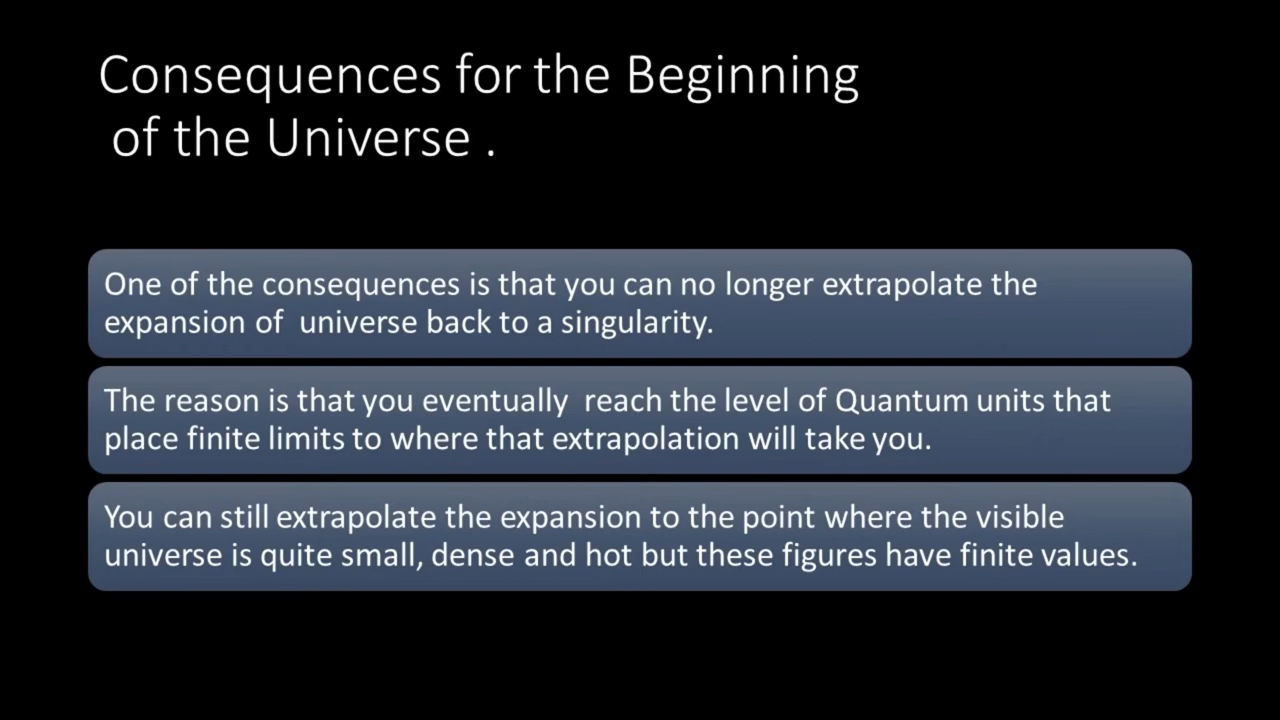 Consequences for the Beginning
of the Universe .
One of the consequences is that you can no longer extrapolate the
expansion of  universe back to a singularity.
The reason is that you eventually  reach the level of Quantum units that
place finite limits to where that extrapolation will take you.
You can still extrapolate the expansion to the point where the visible
universe is quite small, dense and hot but these figures have finite values.